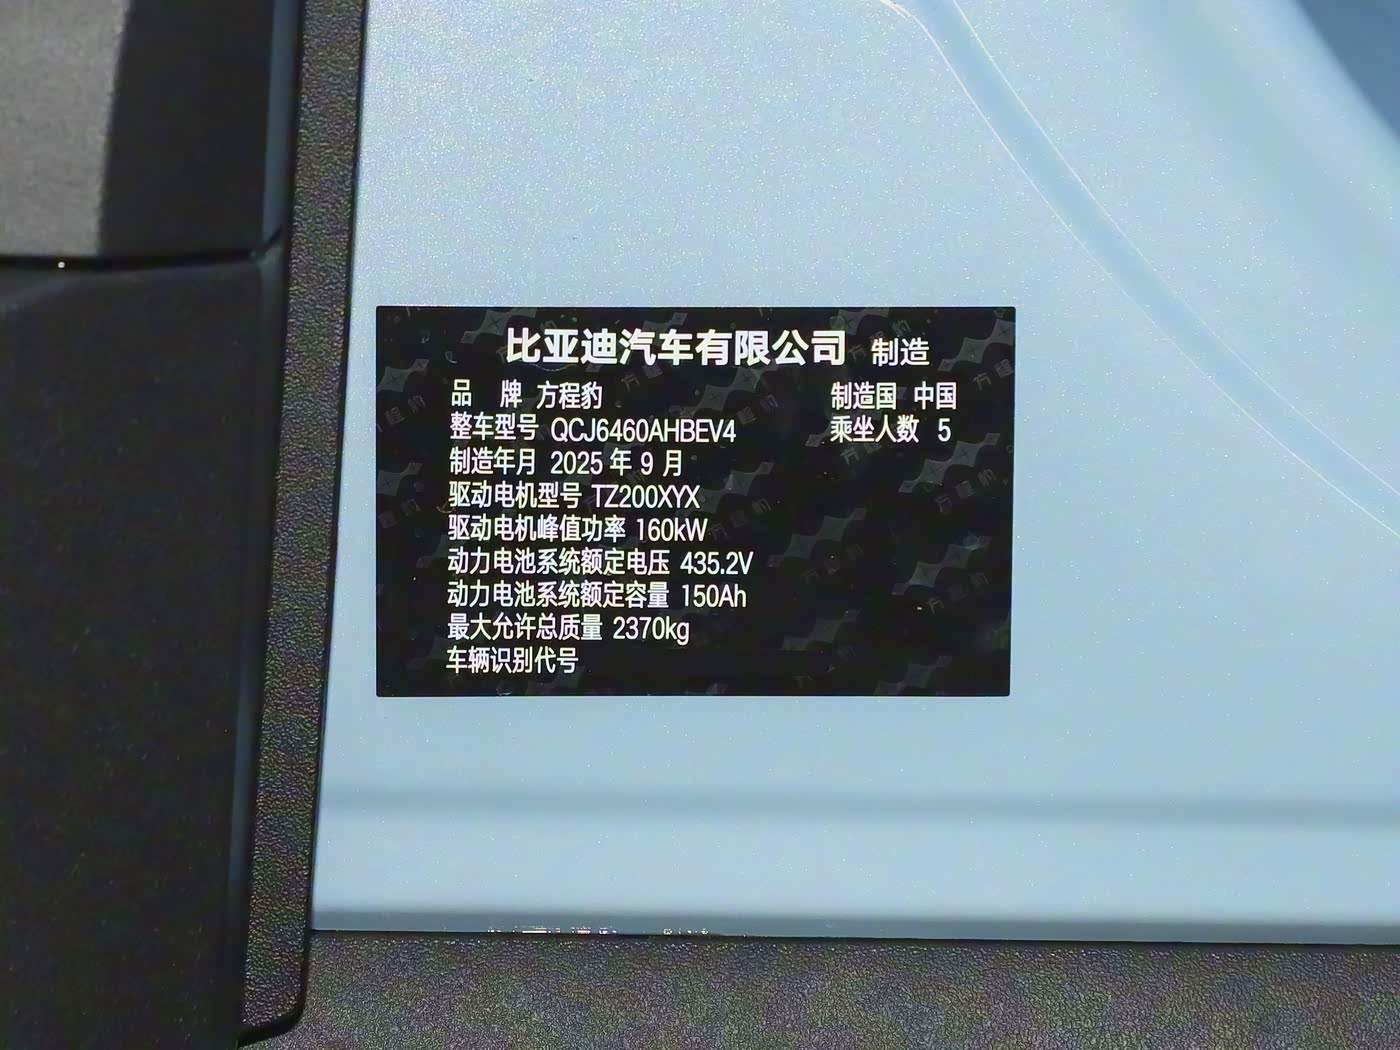 比亚迪汽车有限公司 制造
品 牌 方程豹 制造国 中国
整车型号 QCJ6460AHBEV4 乘坐人数 5
制造年月 2025 年 9 月
驱动电机型号 TZ200XYX
驱动电机峰值功率 160kW
动力电池系统额定电压 435.2V
动力电池系统额定容量 150Ah
最大允许总质量 2370kg
车辆识别代号